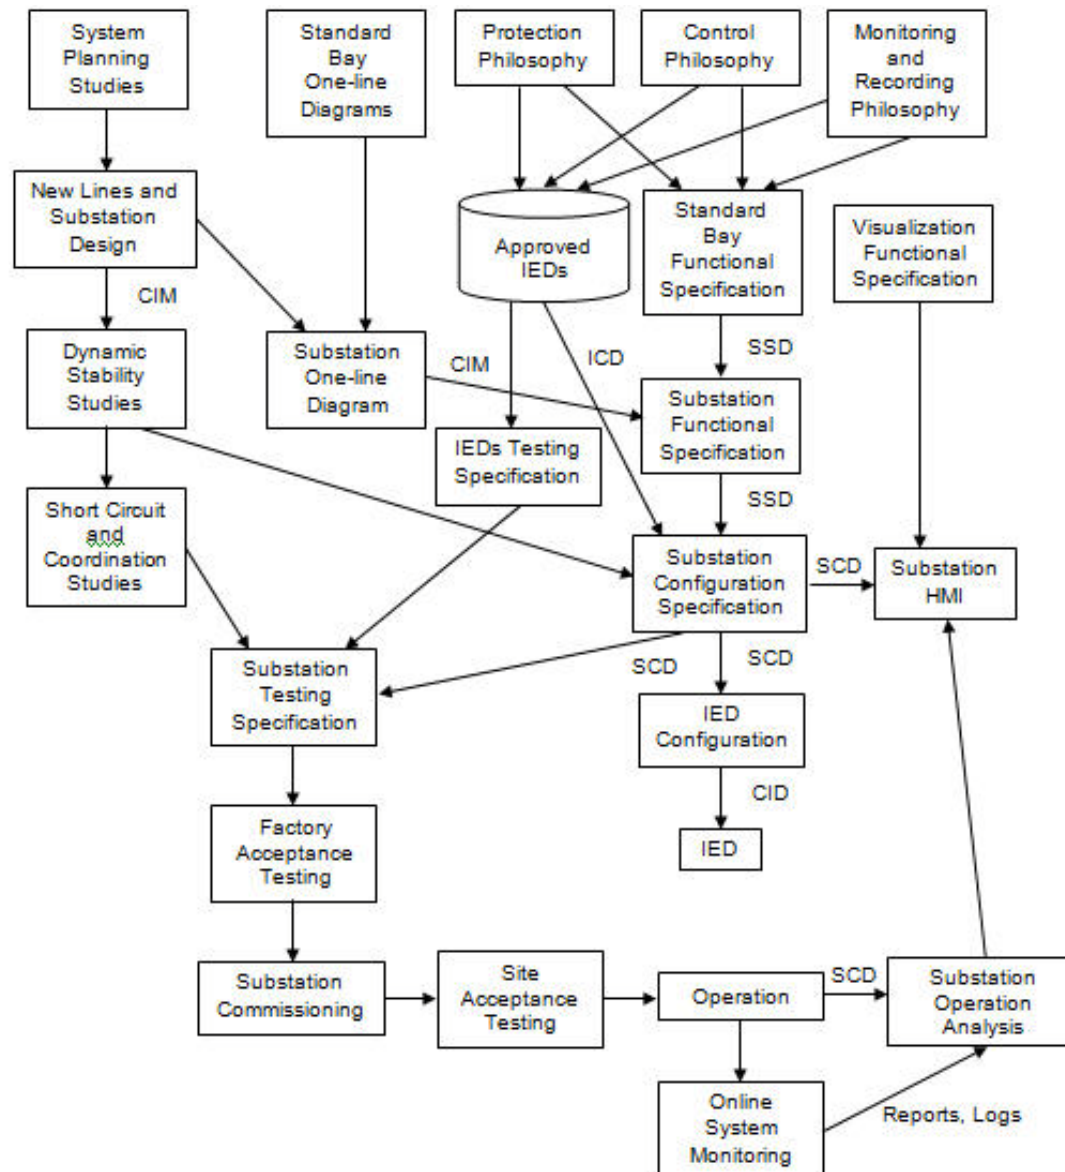 System
Planning
Studies
Standard
Bay
One-line
Diagrams
Protection
Philosophy
Control
Philosophy
Monitoring
and
Recording
Philosophy
New Lines and
Substation
Design
Approved
IEDs
Standard
Bay
Functional
Specification
Visualization
Functional
Specification
CIM
Dynamic
Stability
Studies
Substation
One-line
Diagram
CIM
ICD
SSD
Substation
Functional
Specification
IEDs Testing
Specification
SSD
Short Circuit
and
Coordination
Studies
Substation
Configuration
Specification
SCD
Substation
HMI
Substation
Testing
Specification
SCD
SCD
IED
Configuration
CID
IED
Factory
Acceptance
Testing
Substation
Commissioning
Site
Acceptance
Testing
Operation
SCD
Substation
Operation
Analysis
Online
System
Monitoring
Reports, Logs